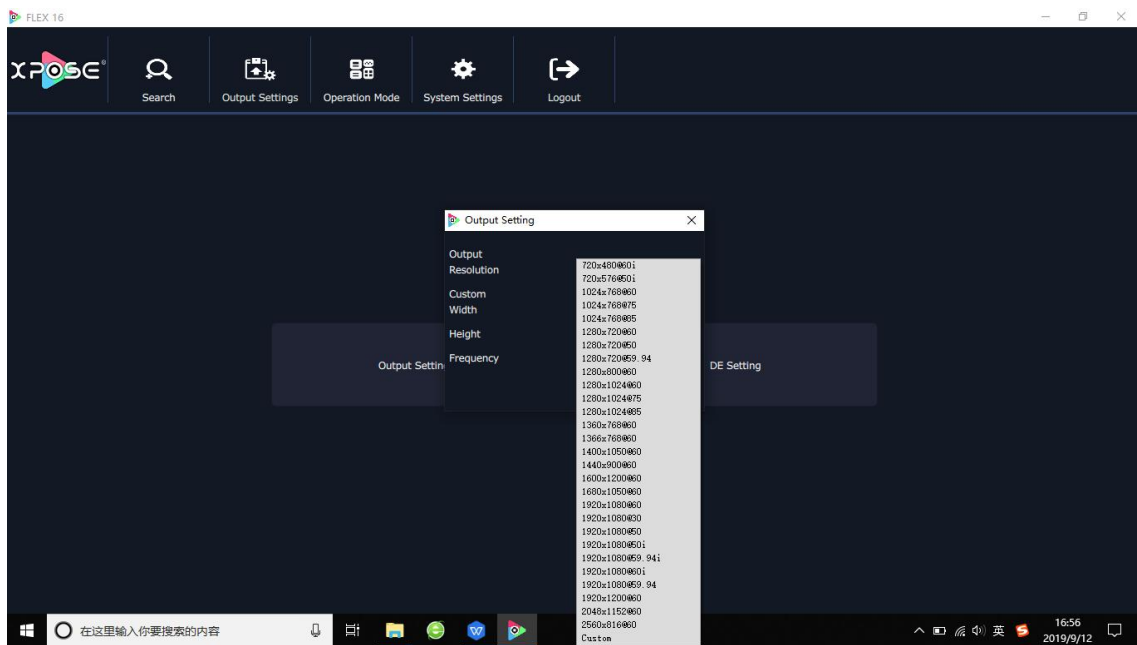 FLEX 16
XPOSE®
Search
Output Settings
Operation Mode
System Settings
Logout
Output Setting
Output
Resolution
Custom
Width
Height
Frequency
Output Settin
DE Setting
720x480@60i
720x576@50i
1024x768@60
1024x768@75
1024x768@85
1280x720@60
1280x720@50
1280x720@59.94
1280x800@60
1280x1024@60
1280x1024@75
1280x1024@85
1360x768@60
1366x768@60
1400x1050@60
1440x900@60
1600x1200@60
1680x1050@60
1920x1080@60
1920x1080@30
1920x1080@50
1920x1080@50i
1920x1080@59.94i
1920x1080@60i
1920x1080@59.94
1920x1200@60
2048x1152@60
2560x816@60
Custom
在这里输入你要搜索的内容
英
16:56
2019/9/12